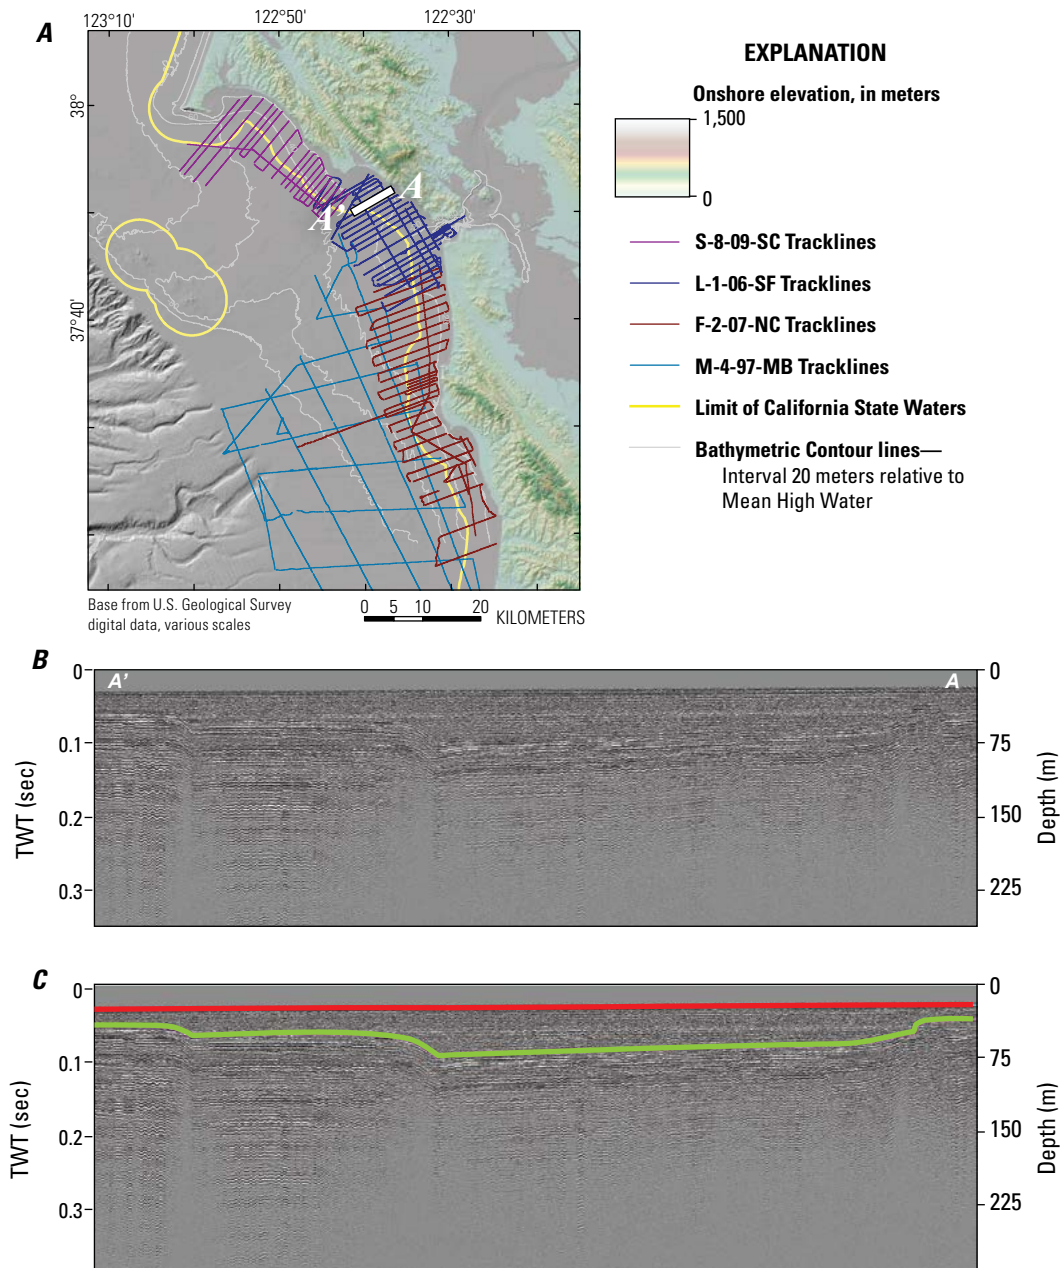 A
123°10'
122°50'
122°30'
38°
37°40'
A
A'
Base from U.S. Geological Survey
digital data, various scales
0 5 10 20
KILOMETERS
EXPLANATION
Onshore elevation, in meters
1,500
0
S-8-09-SC Tracklines
L-1-06-SF Tracklines
F-2-07-NC Tracklines
M-4-97-MB Tracklines
Limit of California State Waters
Bathymetric Contour lines—
Interval 20 meters relative to
Mean High Water
B
A'
A
0
0.1
0.2
0.3
TWT (sec)
0
75
150
225
Depth (m)
C
0
0.1
0.2
0.3
TWT (sec)
0
75
150
225
Depth (m)